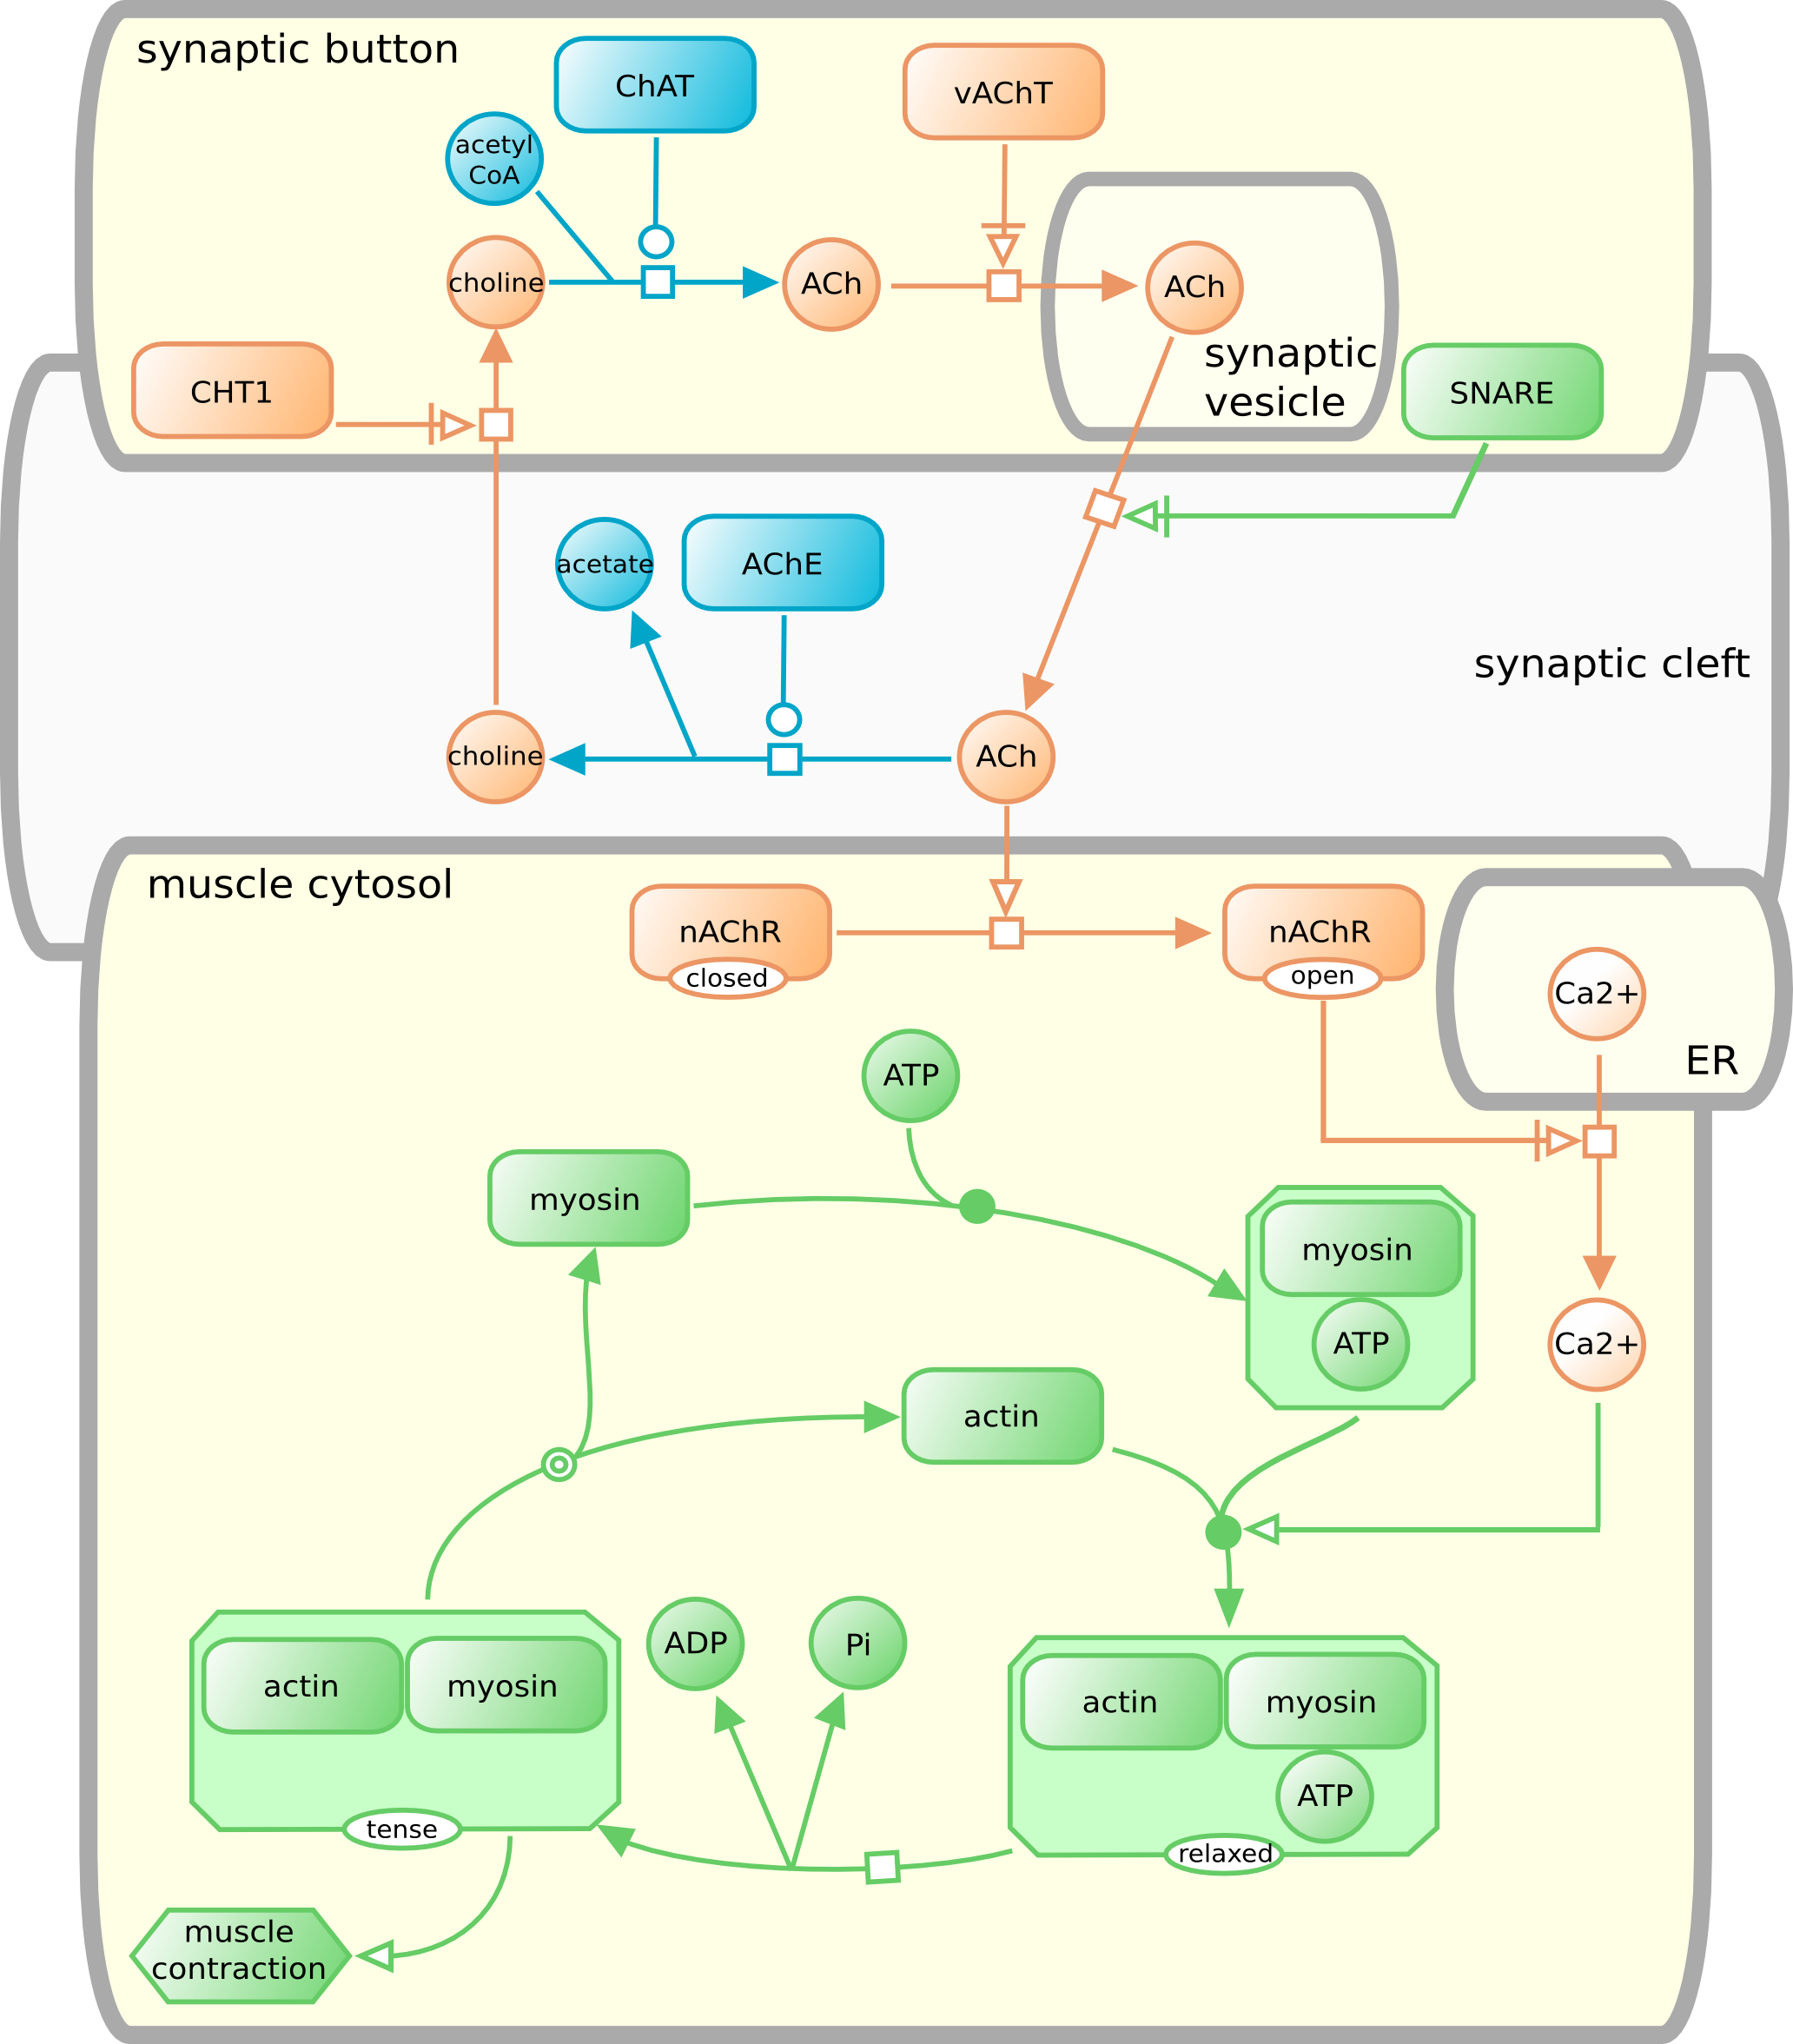 synaptic button
ChAT
vAChT
acetyl
CoA
choline
ACh
ACh
synaptic
vesicle
CHT1
SNARE
acetate
AChE
synaptic cleft
choline
ACh
muscle cytosol
nAChR
closed
nAChR
open
Ca2+
ER
ATP
myosin
myosin
ATP
Ca2+
actin
actin
myosin
tense
ADP
Pi
actin
myosin
ATP
relaxed
muscle
contraction